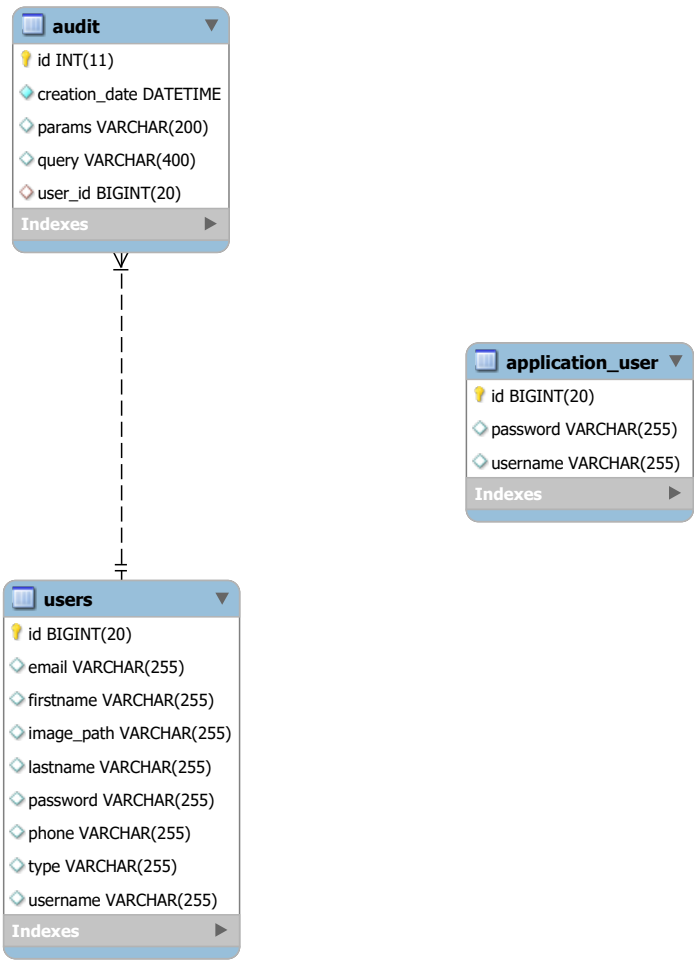 audit
id INT(11)
creation_date DATETIME
params VARCHAR(200)
query VARCHAR(400)
user_id BIGINT(20)
Indexes
application_user
id BIGINT(20)
password VARCHAR(255)
username VARCHAR(255)
Indexes
users
id BIGINT(20)
email VARCHAR(255)
firstname VARCHAR(255)
image_path VARCHAR(255)
lastname VARCHAR(255)
password VARCHAR(255)
phone VARCHAR(255)
type VARCHAR(255)
username VARCHAR(255)
Indexes